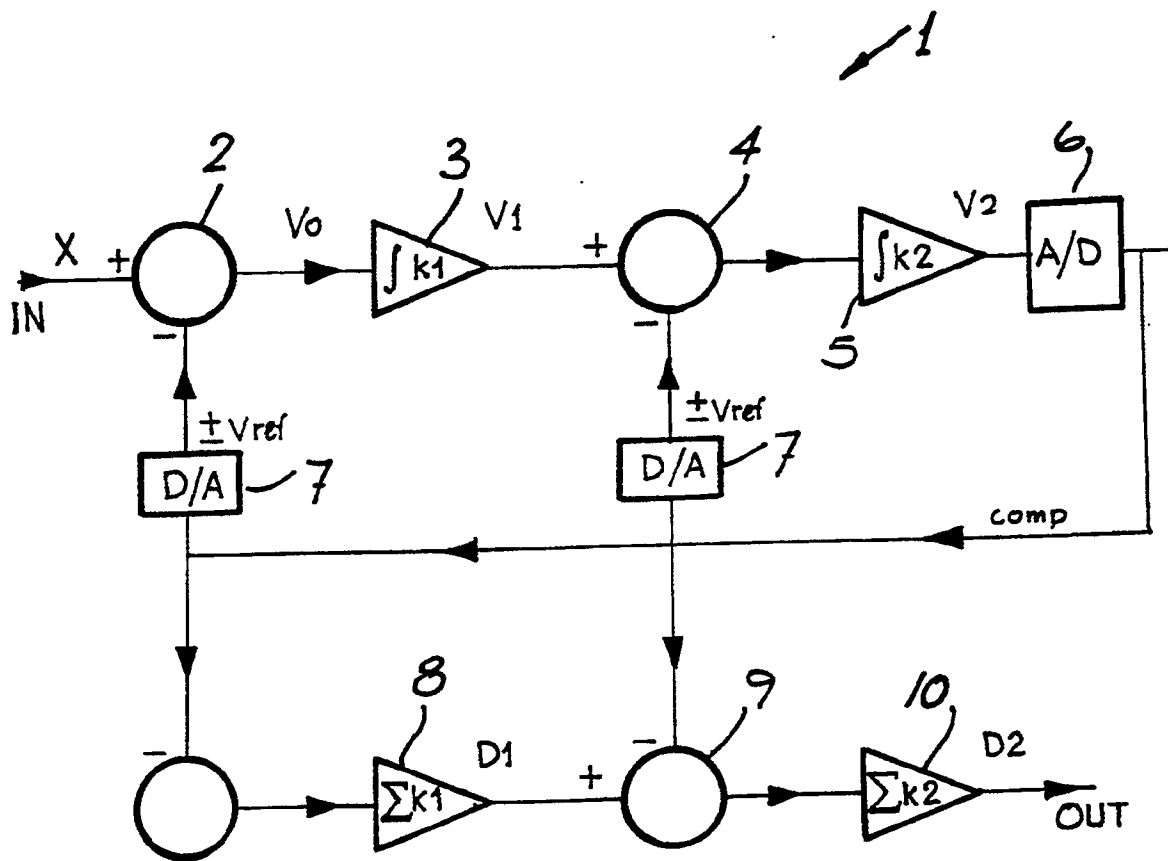 1
2
3
4
6
X
+
Vo
∫k1
V1
+
∫k2
V2
A/D
IN
−
−
5
±Vref
±Vref
D/A
7
D/A
7
comp
8
9
10
−
D1
−
D2
Σk1
+
Σk2
OUT